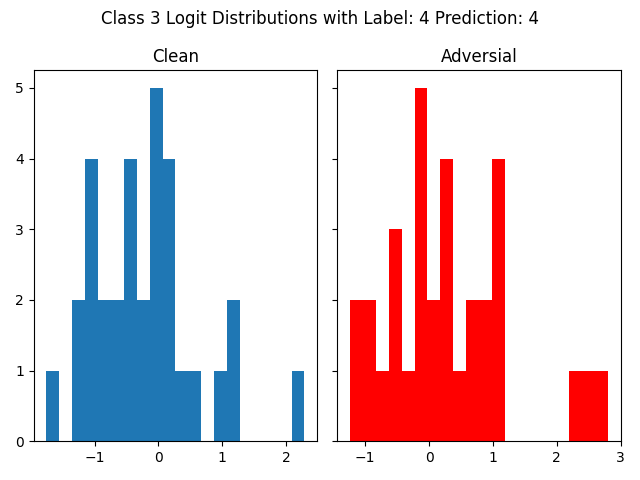 Class 3 Logit Distributions with Label: 4 Prediction: 4
Clean
Adversial
5
4
3
2
1
0
−1 0 1 2
−1 0 1 2 3